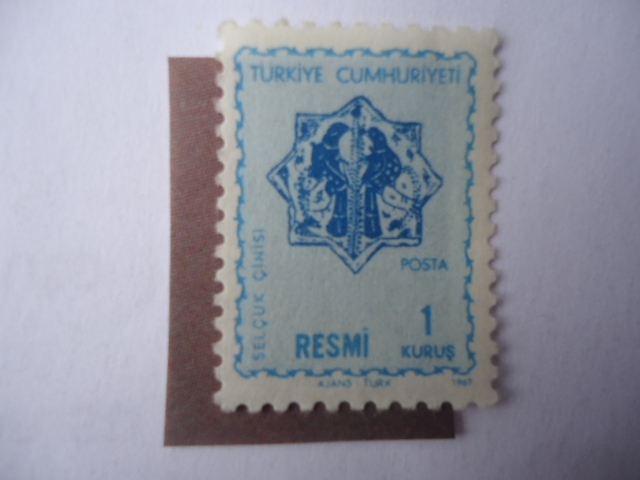 TÜRKİYE CUMHURİYETİ
SELÇUK ÇİNİSİ
POSTA
RESMİ
1
KURUŞ
AJANS - TÜRK 1967